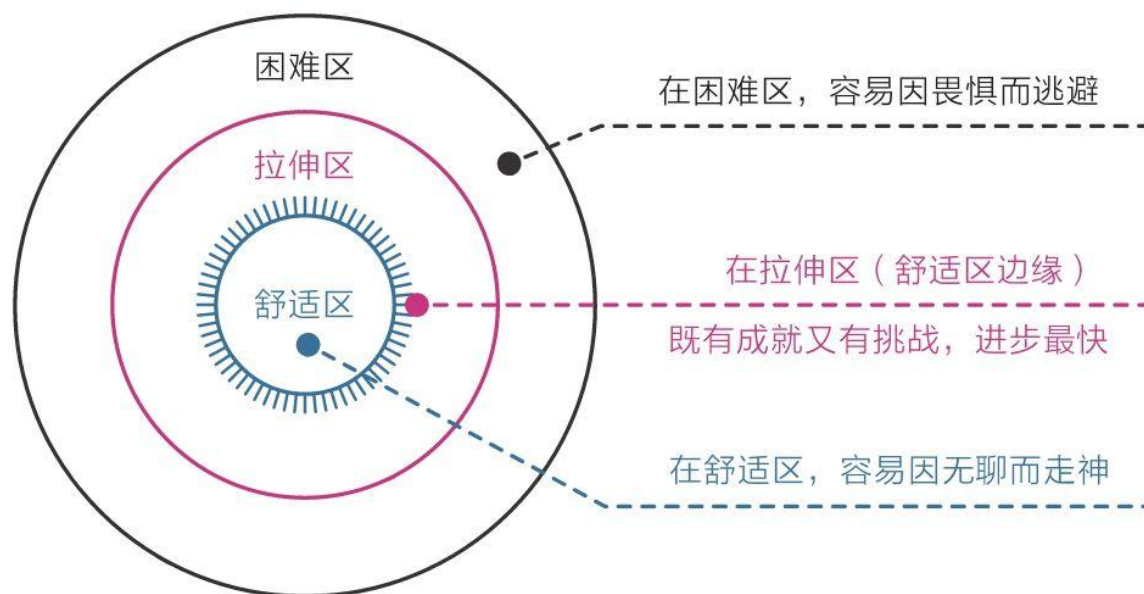 困难区
在困难区，容易因畏惧而逃避
拉伸区
在拉伸区（舒适区边缘）
舒适区
既有成就又有挑战，进步最快
在舒适区，容易因无聊而走神